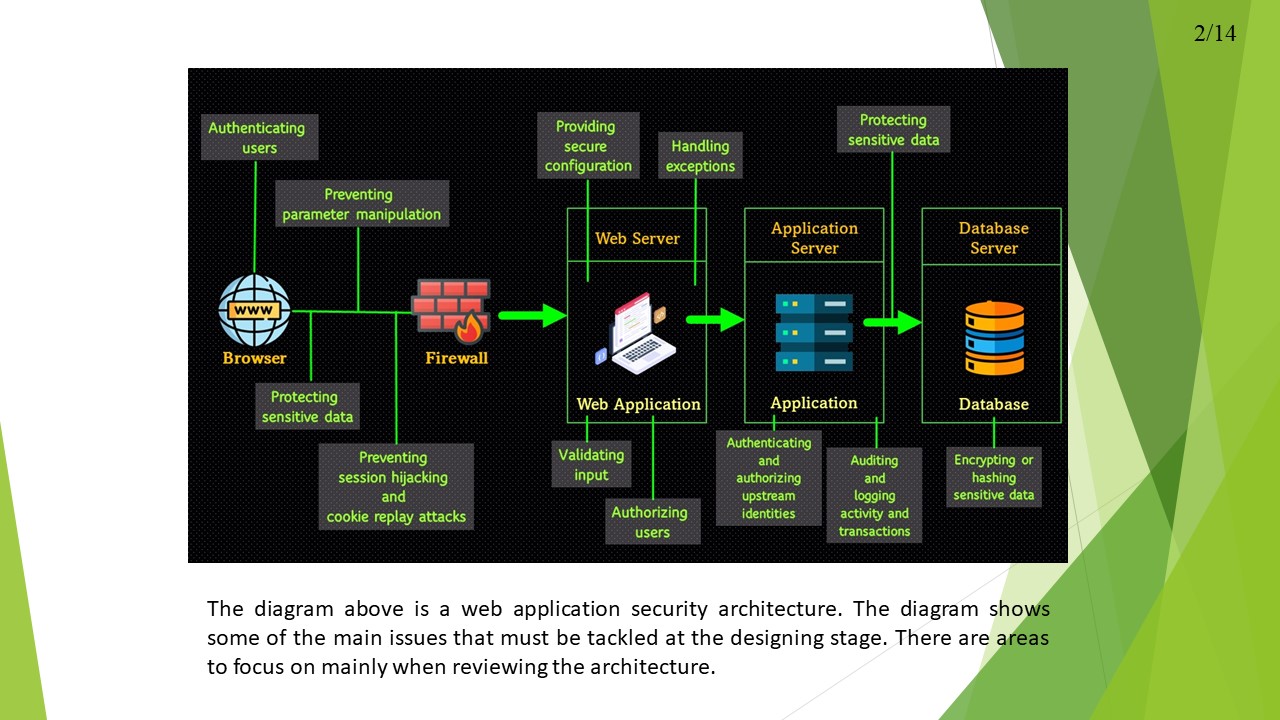 2/14
Authenticating
users
Preventing
parameter manipulation
Providing
secure
configuration
Handling
exceptions
Protecting
sensitive data
Web Server
Application
Server
Database
Server
www
Browser
Firewall
Web Application
Application
Database
Protecting
sensitive data
Preventing
session hijacking
and
cookie replay attacks
Validating
input
Authorizing
users
Authenticating
and
authorizing
upstream
identities
Auditing
and
logging
activity and
transactions
Encrypting or
hashing
sensitive data
The diagram above is a web application security architecture. The diagram shows
some of the main issues that must be tackled at the designing stage. There are areas
to focus on mainly when reviewing the architecture.